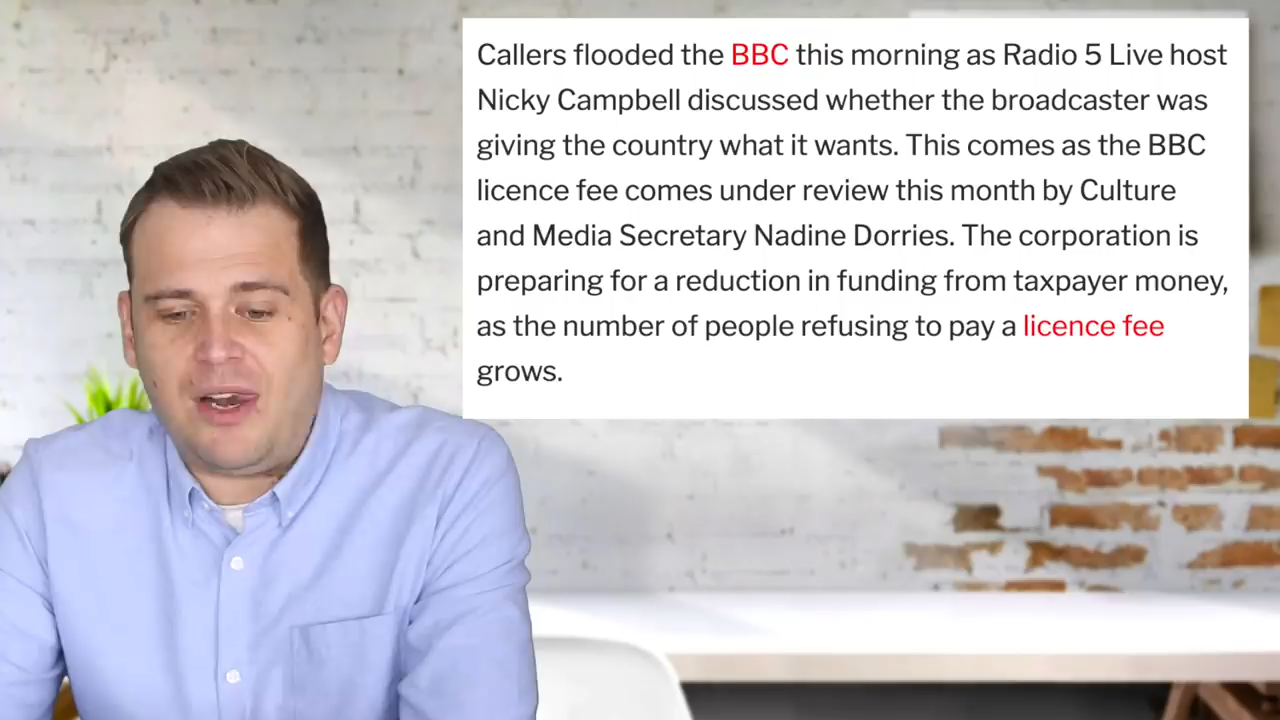 Callers flooded the BBC this morning as Radio 5 Live host
Nicky Campbell discussed whether the broadcaster was
giving the country what it wants. This comes as the BBC
licence fee comes under review this month by Culture
and Media Secretary Nadine Dorries. The corporation is
preparing for a reduction in funding from taxpayer money,
as the number of people refusing to pay a licence fee
grows.